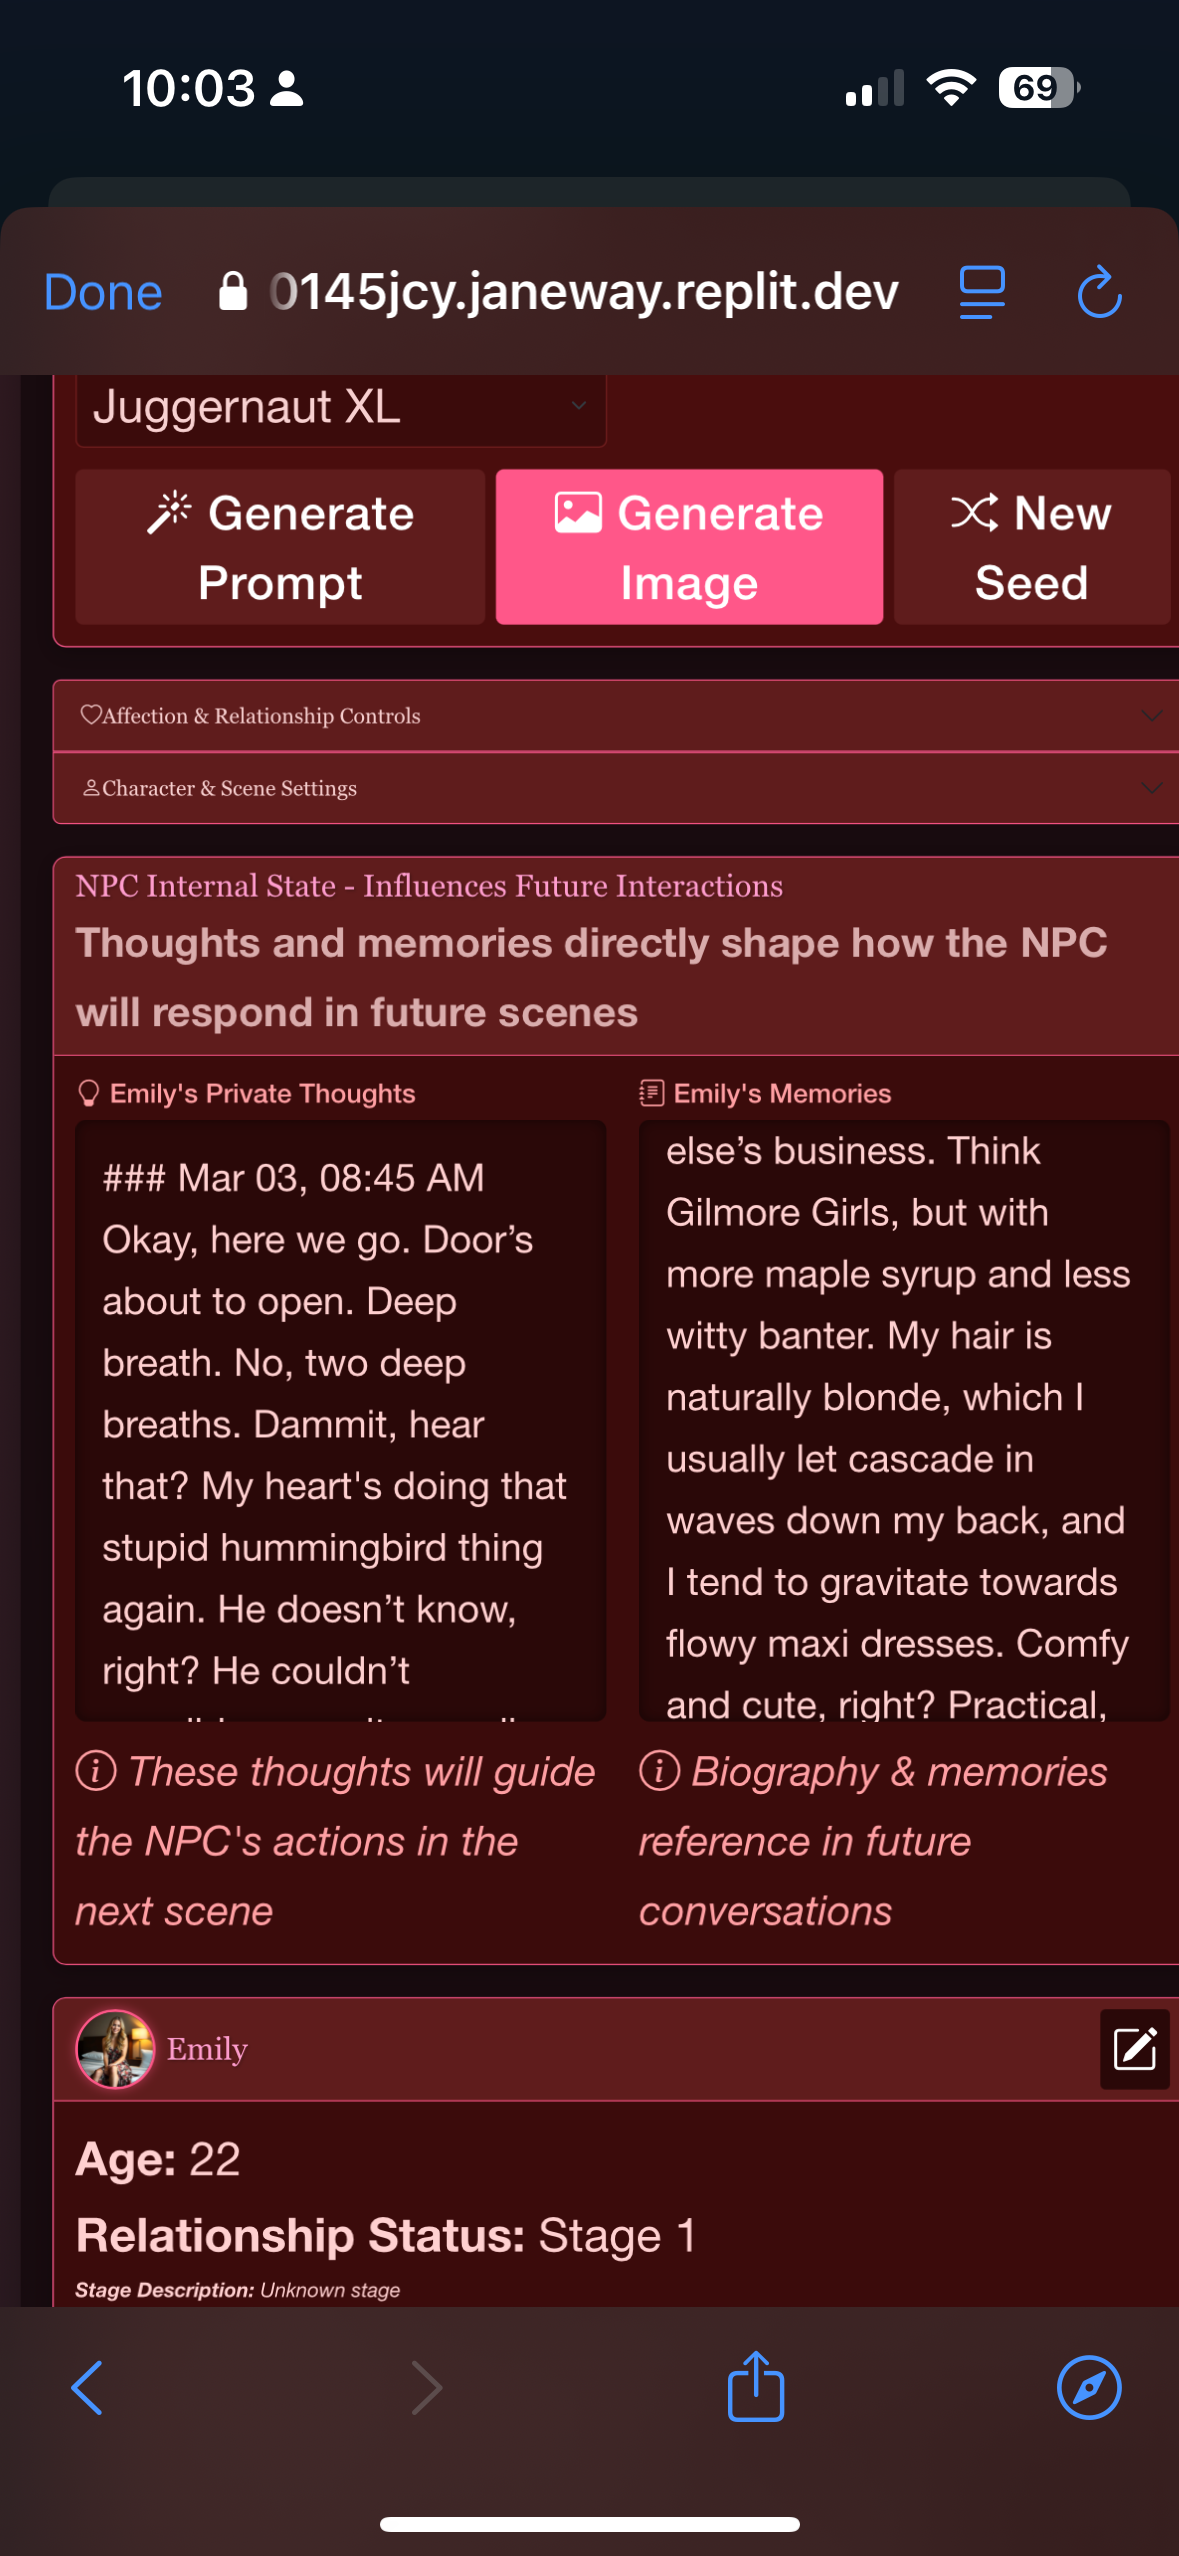 10:03
69
Done
0145jcy.janeway.replit.dev
Juggernaut XL
Generate
Prompt
Generate
Image
New
Seed
Affection & Relationship Controls
Character & Scene Settings
NPC Internal State - Influences Future Interactions
Thoughts and memories directly shape how the NPC
will respond in future scenes
Emily's Private Thoughts
### Mar 03, 08:45 AM
Okay, here we go. Door’s
about to open. Deep
breath. No, two deep
breaths. Dammit, hear
that? My heart's doing that
stupid hummingbird thing
again. He doesn’t know,
right? He couldn’t
These thoughts will guide
the NPC's actions in the
next scene
Emily's Memories
else’s business. Think
Gilmore Girls, but with
more maple syrup and less
witty banter. My hair is
naturally blonde, which I
usually let cascade in
waves down my back, and
I tend to gravitate towards
flowy maxi dresses. Comfy
and cute, right? Practical,
Biography & memories
reference in future
conversations
Emily
Age: 22
Relationship Status: Stage 1
Stage Description: Unknown stage